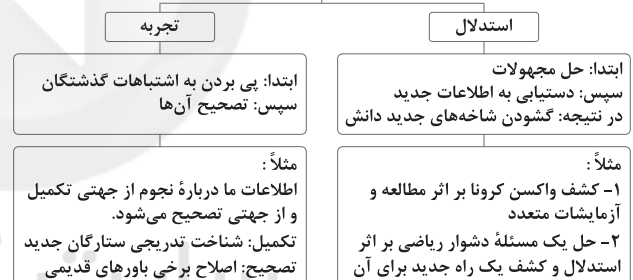 استدلال
ابتدا: حل مجهولات
سپس: دستیابی به اطلاعات جدید
در نتیجه: گشودن شاخه‌های جدید دانش
مثلاً:
۱- کشف واکسن کرونا بر اثر مطالعه و
آزمایشات متعدد
۲- حل یک مسئلهٔ دشوار ریاضی بر اثر
استدلال و کشف یک راه جدید برای آن
تجربه
ابتدا: پی بردن به اشتباهات گذشتگان
سپس: تصحیح آن‌ها
مثلاً:
اطلاعات ما دربارهٔ نجوم از جهتی تکمیل
و از جهتی تصحیح می‌شود.
تکمیل: شناخت تدریجی ستارگان جدید
تصحیح: اصلاح برخی باورهای قدیمی